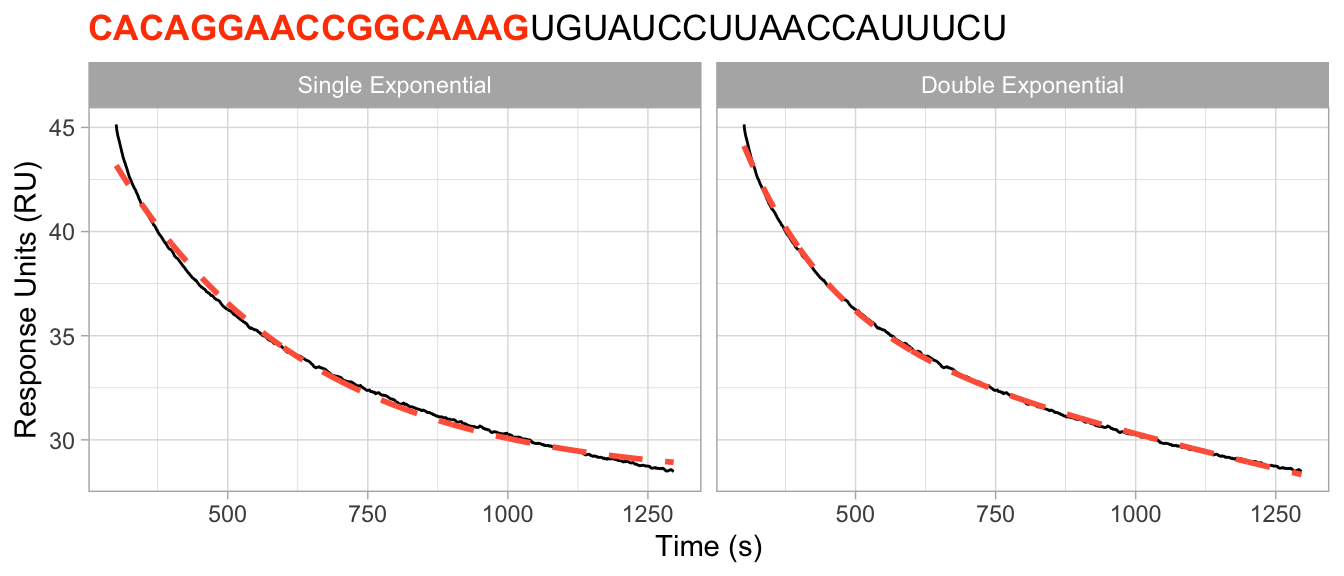 CACAGGAACCGGCAAAGUGUAUCCUUAACCAUUUCU
Single Exponential
Double Exponential
Response Units (RU)
45
40
35
30
500 750 1000 1250
500 750 1000 1250
Time (s)